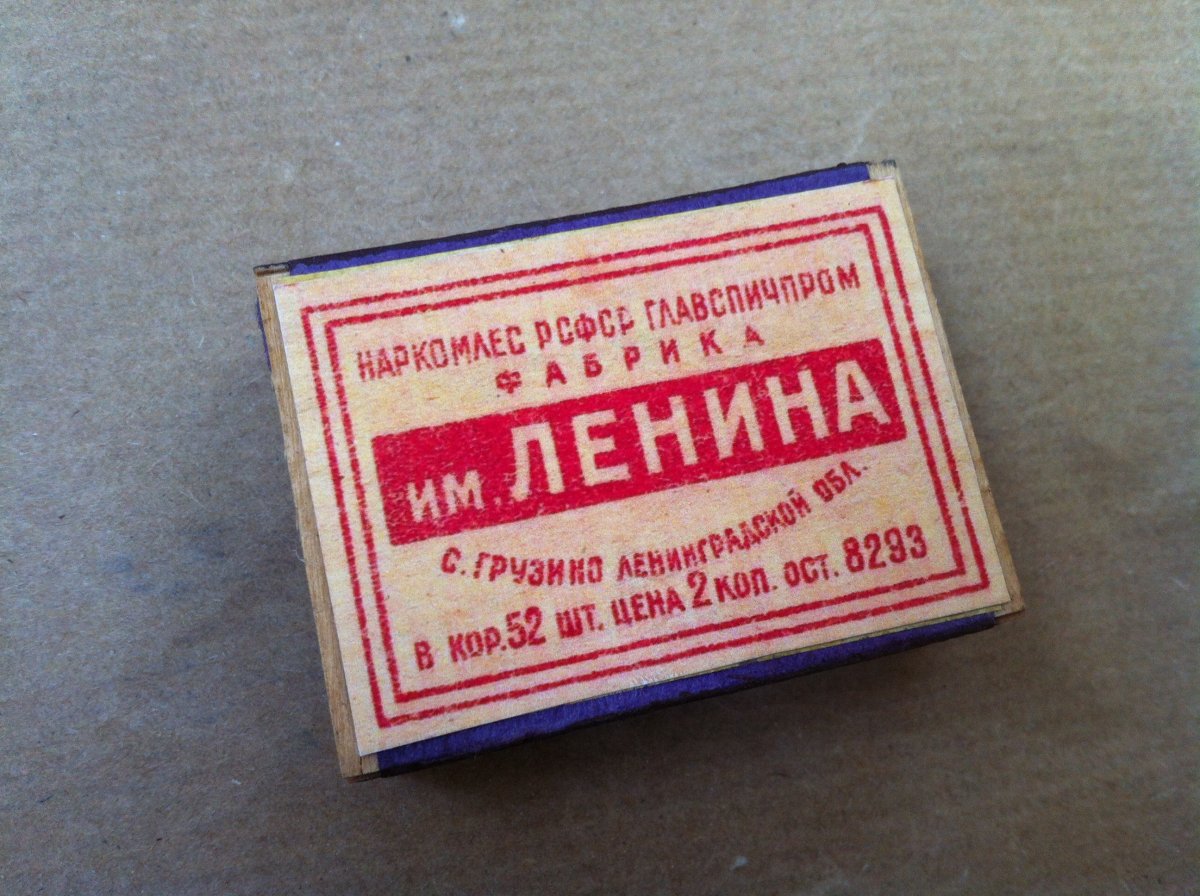 НАРКОМЛЕС РСФСР ГЛАВСПИЧПРОМ
ФАБРИКА
ИМ. ЛЕНИНА
С. ГРУЗИНО ЛЕНИНГРАДСКОЙ ОБЛ.
В КОР. 52 ШТ. ЦЕНА 2 КОП. ОСТ. 8293